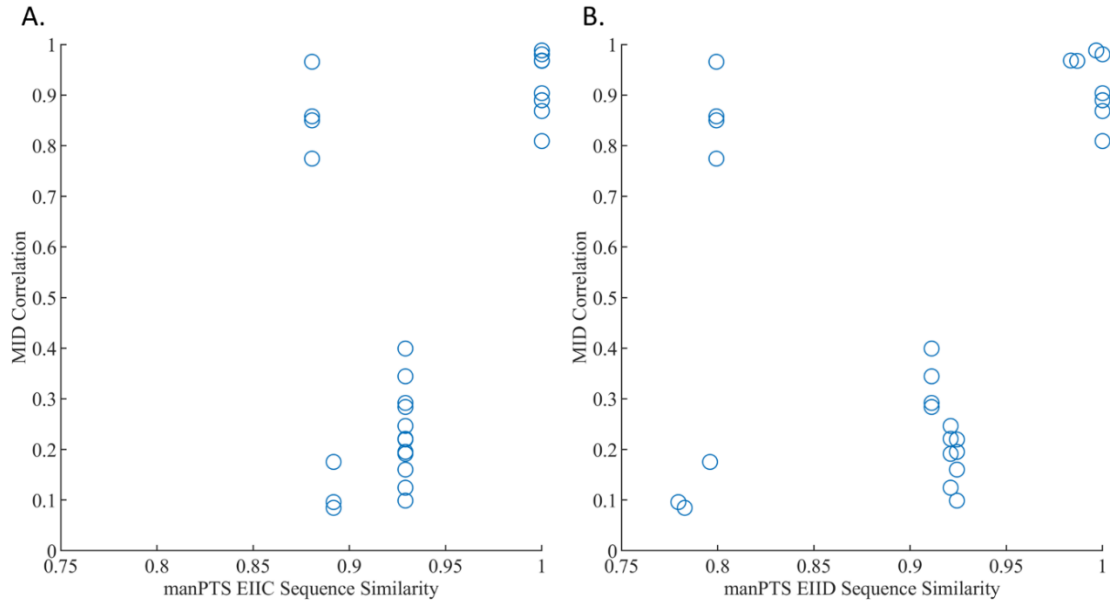 A.
1
0.9
0.8
0.7
0.6
0.5
0.4
0.3
0.2
0.1
0
MID Correlation
0.75 0.8 0.85 0.9 0.95 1
manPTS EIIC Sequence Similarity
B.
1
0.9
0.8
0.7
0.6
0.5
0.4
0.3
0.2
0.1
0
MID Correlation
0.75 0.8 0.85 0.9 0.95 1
manPTS EIID Sequence Similarity